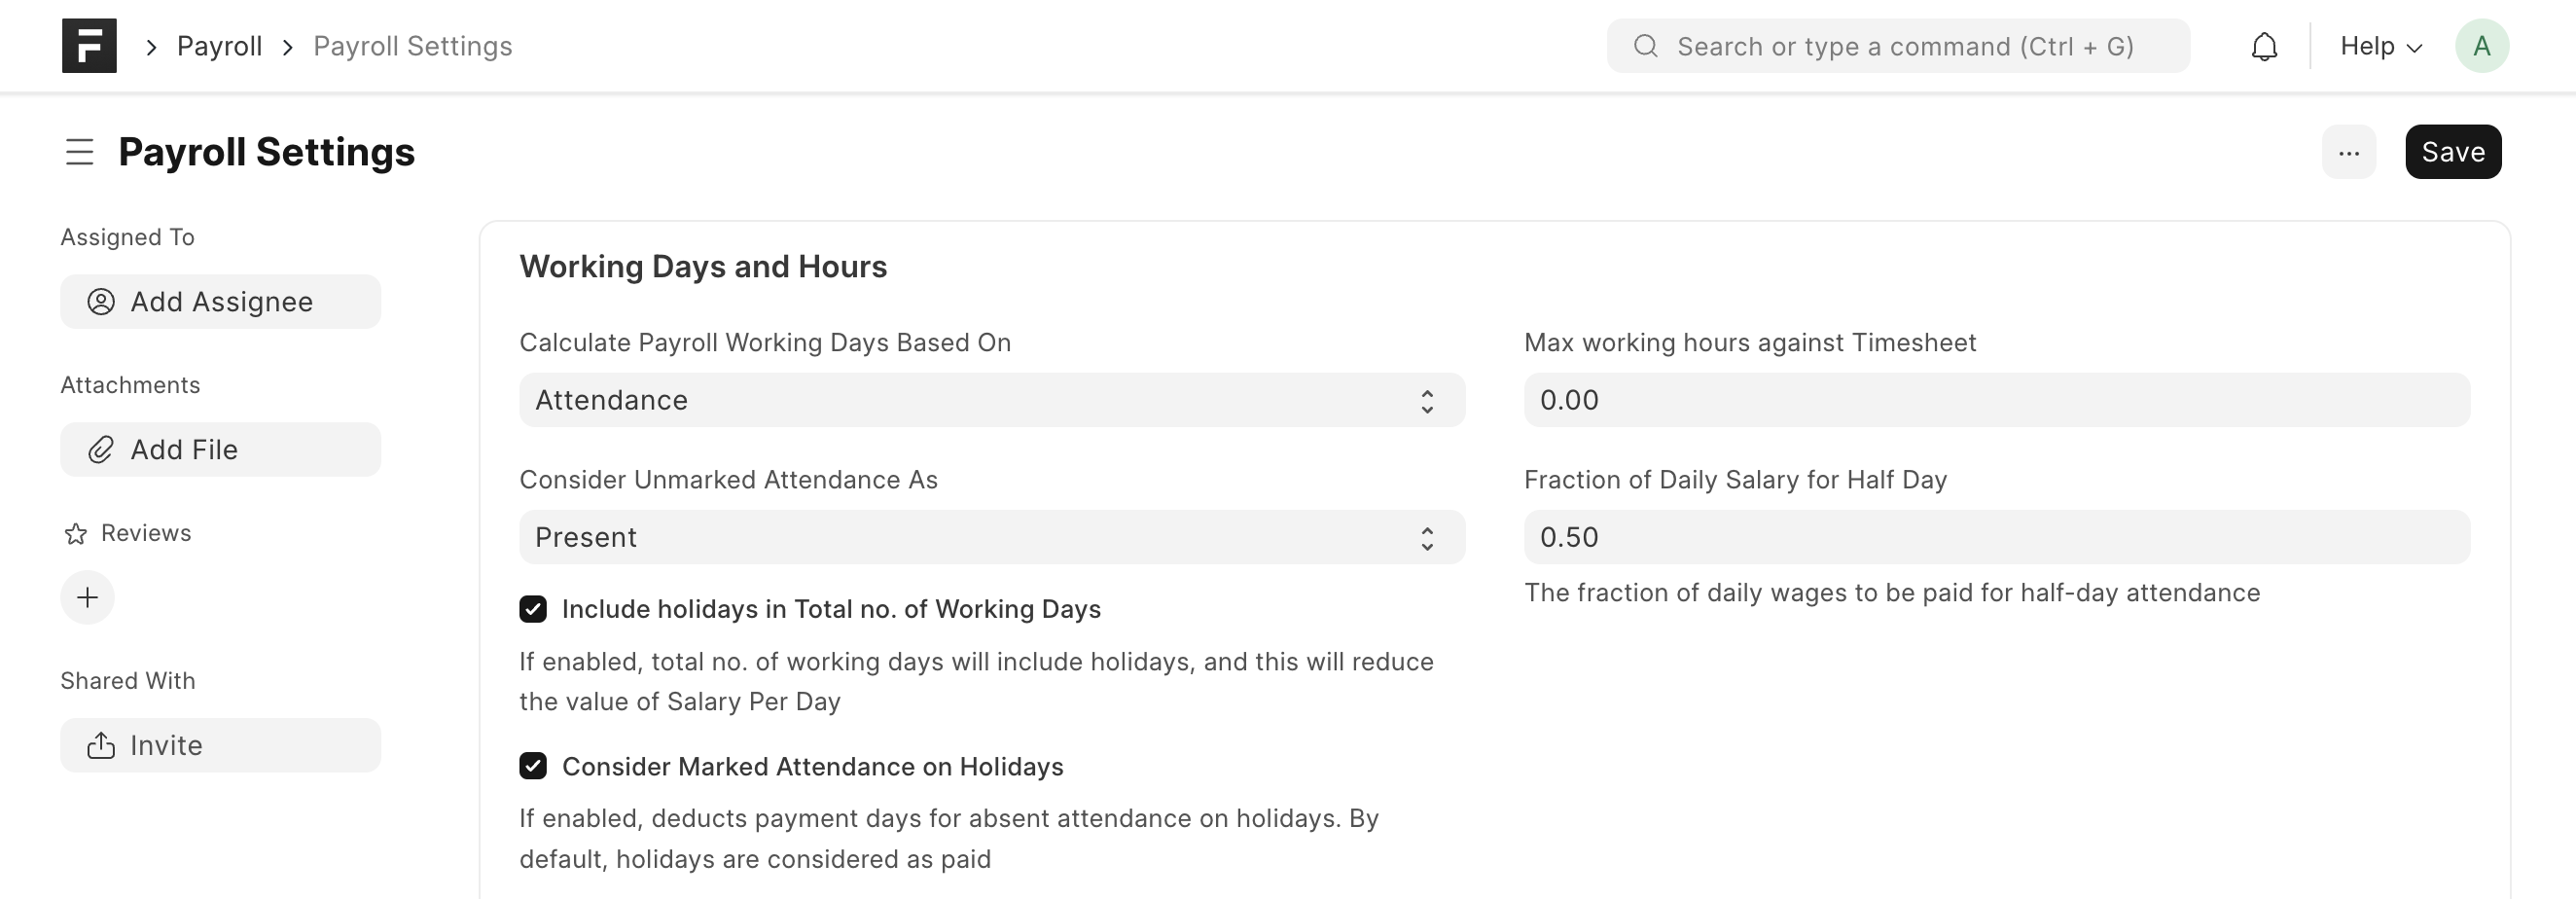 Payroll
Payroll Settings
Search or type a command (Ctrl + G)
Help
A
Payroll Settings
...
Save
Assigned To
Add Assignee
Attachments
Add File
Reviews
Shared With
Invite
Working Days and Hours
Calculate Payroll Working Days Based On
Attendance
Consider Unmarked Attendance As
Present
Include holidays in Total no. of Working Days
If enabled, total no. of working days will include holidays, and this will reduce
the value of Salary Per Day
Consider Marked Attendance on Holidays
If enabled, deducts payment days for absent attendance on holidays. By
default, holidays are considered as paid
Max working hours against Timesheet
0.00
Fraction of Daily Salary for Half Day
0.50
The fraction of daily wages to be paid for half-day attendance